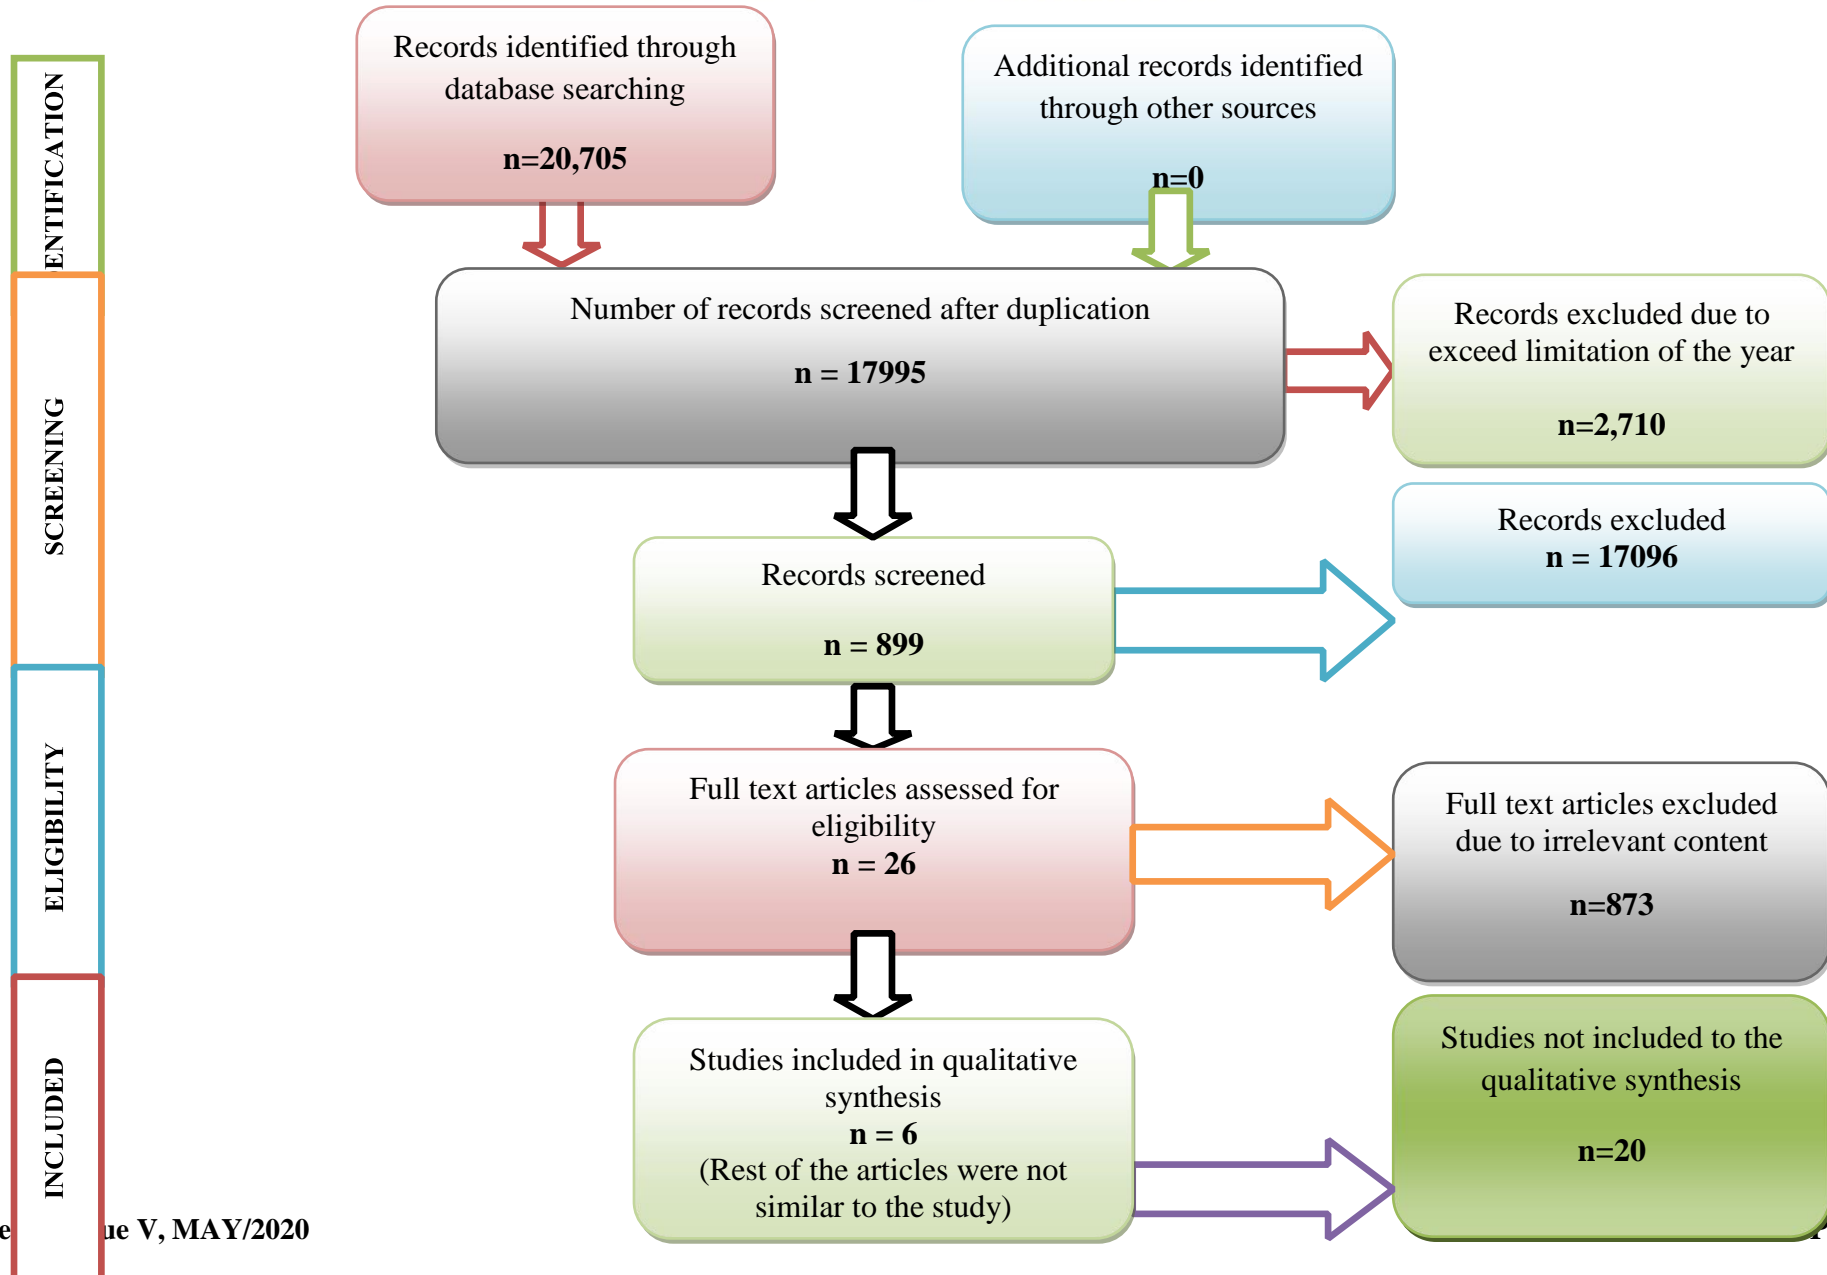 Records identified through
database searching
n=20,705
Additional records identified
through other sources
n=0
ENTIFICATION
Number of records screened after duplication
n = 17995
Records excluded due to
exceed limitation of the year
n=2,710
SCREENING
Records screened
n = 899
Records excluded
n = 17096
ELIGIBILITY
Full text articles assessed for
eligibility
n = 26
Full text articles excluded
due to irrelevant content
n=873
INCLUDED
Studies included in qualitative
synthesis
n = 6
(Rest of the articles were not
similar to the study)
Studies not included to the
qualitative synthesis
n=20
ue V, MAY/2020